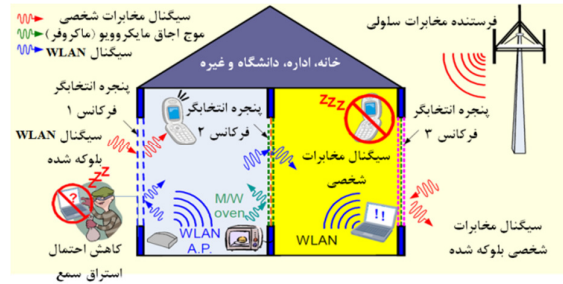 سیگنال مخابرات شخصی
موج اجاق مایکروویو (ماکروفر)
سیگنال WLAN
فرستنده مخابرات سلولی
خانه، اداره، دانشگاه و غیره
پنجره انتخابگر
فرکانس ۱
پنجره انتخابگر
فرکانس ۲
پنجره انتخابگر
فرکانس ۳
zzz
سیگنال
WLAN
بلوکه شده
سیگنال مخابرات
شخصی
zzz
?
M/W
oven
WLAN
A.P.
!!
WLAN
کاهش احتمال
استراق سمع
سیگنال مخابرات
شخصی بلوکه شده